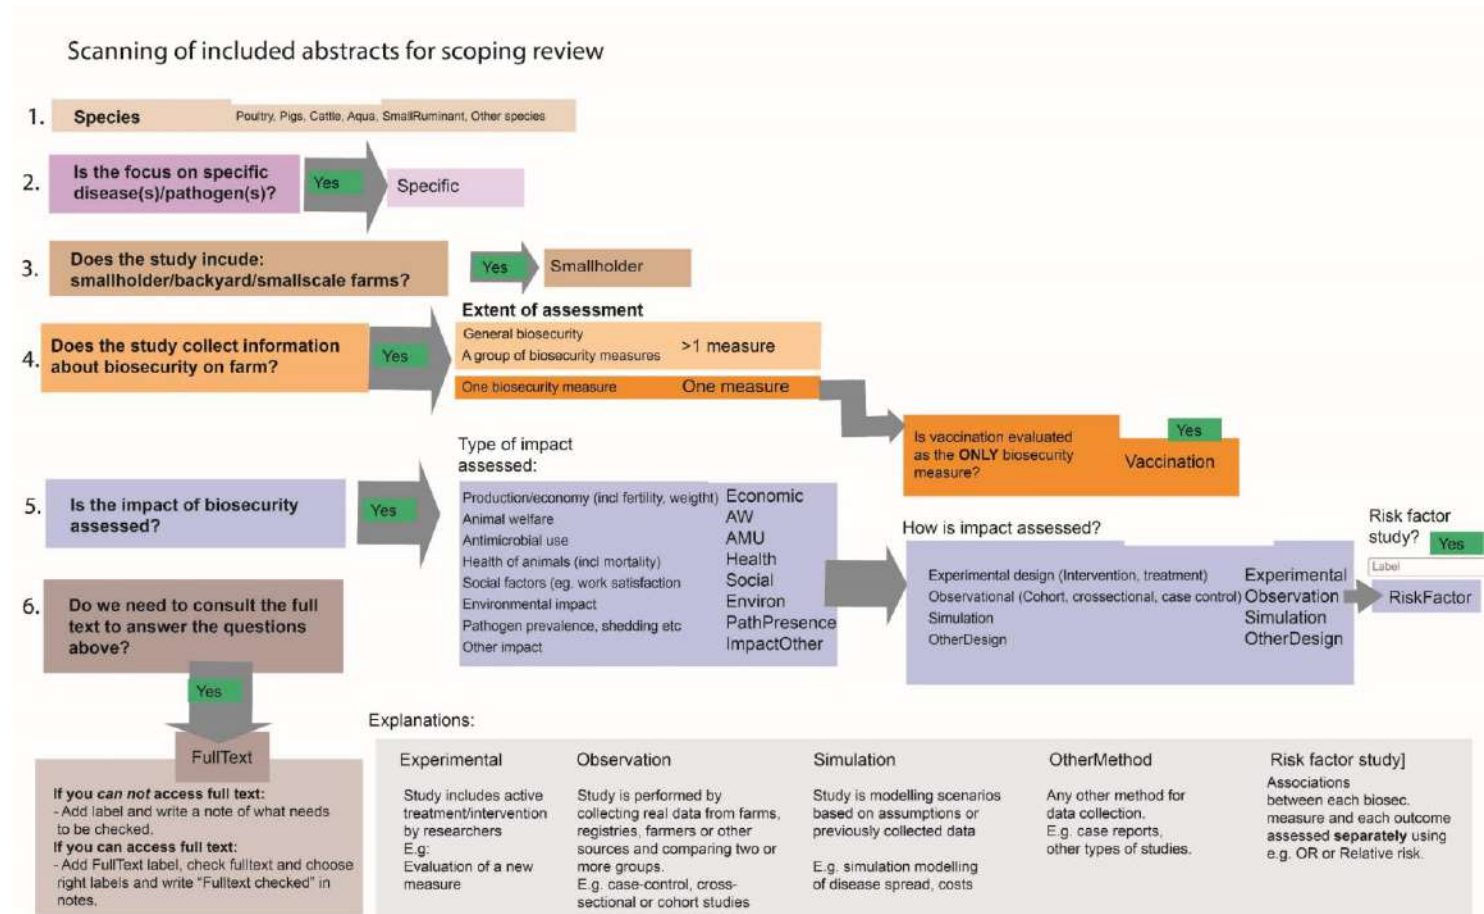 Scanning of included abstracts for scoping review
1. Species Poultry, Pigs, Cattle, Aqua, SmallRuminant, Other species
2. Is the focus on specific
disease(s)/pathogen(s)?
Yes
Specific
3. Does the study incude:
smallholder/backyard/smallscale farms?
Yes
Smallholder
4. Does the study collect information
about biosecurity on farm?
Yes
Extent of assessment
General biosecurity
A group of biosecurity measures
>1 measure
One biosecurity measure One measure
Is vaccination evaluated
as the ONLY biosecurity
measure?
Yes
Vaccination
5. Is the impact of biosecurity
assessed?
Yes
Type of impact
assessed:
Production/economy (incl fertility, weigtht) Economic
Animal welfare AW
Antimicrobial use AMU
Health of animals (incl mortality) Health
Social factors (eg. work satisfaction Social
Environmental impact Environ
Pathogen prevalence, shedding etc PathPresence
Other impact ImpactOther
How is impact assessed?
Experimental design (Intervention, treatment) Experimental
Observational (Cohort, crossectional, case control) Observation
Simulation Simulation
OtherDesign OtherDesign
Risk factor
study?
Yes
Label
RiskFactor
6. Do we need to consult the full
text to answer the questions
above?
Yes
FullText
If you can not access full text:
- Add label and write a note of what needs
to be checked.
If you can access full text:
- Add FullText label, check fulltext and choose
right labels and write "Fulltext checked" in
notes.
Explanations:
Experimental
Study includes active
treatment/intervention
by researchers
E.g:
Evaluation of a new
measure
Observation
Study is performed by
collecting real data from farms,
registries, farmers or other
sources and comparing two or
more groups.
E.g. case-control, cross-
sectional or cohort studies
Simulation
Study is modelling scenarios
based on assumptions or
previously collected data
E.g. simulation modelling
of disease spread, costs
OtherMethod
Any other method for
data collection.
E.g. case reports,
other types of studies.
Risk factor study]
Associations
between each biosec.
measure and each outcome
assessed separately using
e.g. OR or Relative risk.